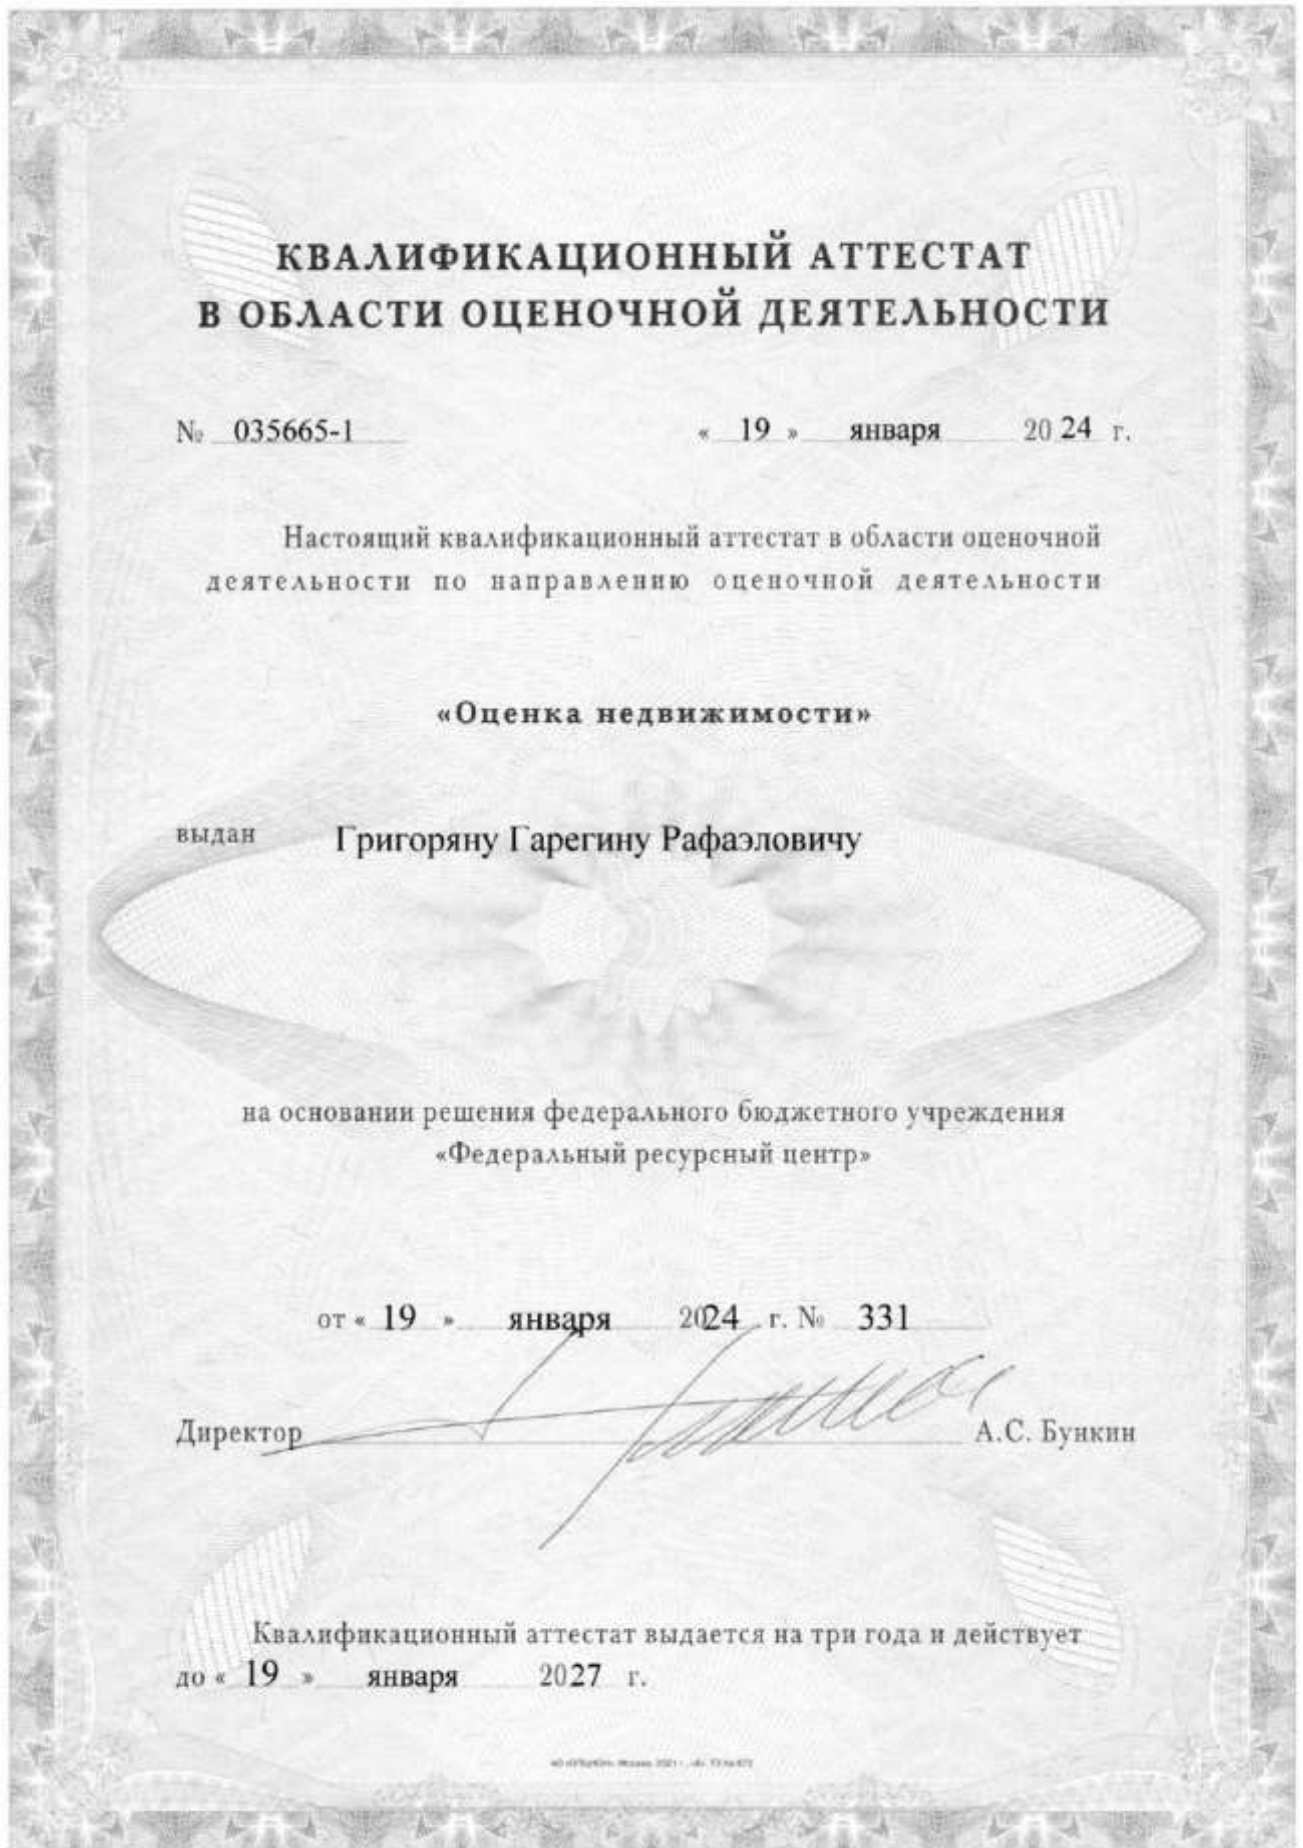 КВАЛИФИКАЦИОННЫЙ АТТЕСТАТ
В ОБЛАСТИ ОЦЕНОЧНОЙ ДЕЯТЕЛЬНОСТИ
№ 035665-1 « 19 » января 2024 г.
Настоящий квалификационный аттестат в области оценочной
деятельности по направлению оценочной деятельности
«Оценка недвижимости»
выдан Григоряну Гарегину Рафаэловичу
на основании решения федерального бюджетного учреждения
«Федеральный ресурсный центр»
от « 19 » января 2024 г. № 331
Директор А.С. Бункин
Квалификационный аттестат выдается на три года и действует
до « 19 » января 2027 г.